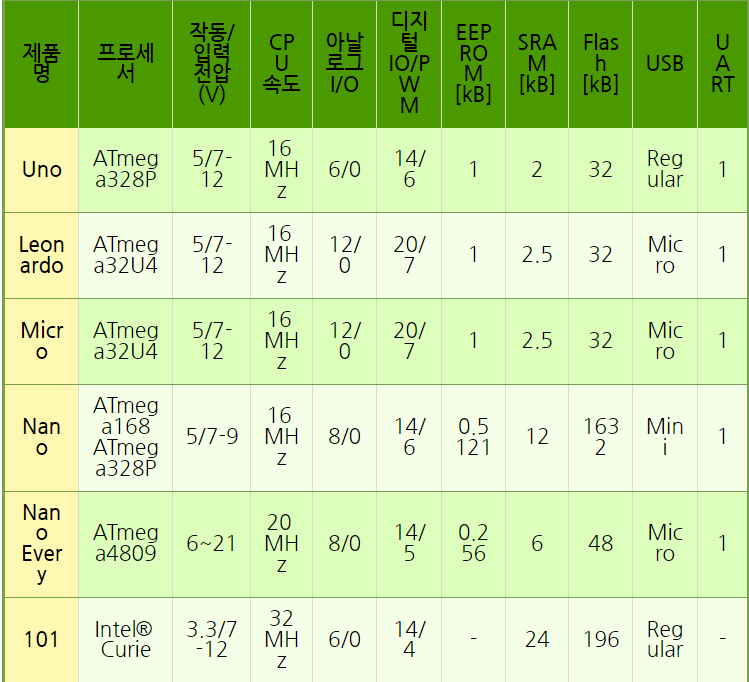 제품명 프로세서 작동/입력 전압(V) CPU 속도 아날로그 I/O 디지털 IO/PWM EEPROM [kB] SRAM [kB] Flash [kB] USB UART
Uno ATmega328P 5/7-12 16 MHz 6/0 14/6 1 2 32 Regular 1
Leonardo ATmega32U4 5/7-12 16 MHz 12/0 20/7 1 2.5 32 Micro 1
Micro ATmega32U4 5/7-12 16 MHz 12/0 20/7 1 2.5 32 Micro 1
Nano ATmega168 ATmega328P 5/7-9 16 MHz 8/0 14/6 0.5121 12 1632 Mini 1
Nano Every ATmega4809 6~21 20 MHz 8/0 14/5 0.256 6 48 Micro 1
101 Intel® Curie 3.3/7-12 32 MHz 6/0 14/4 - 24 196 Regular -